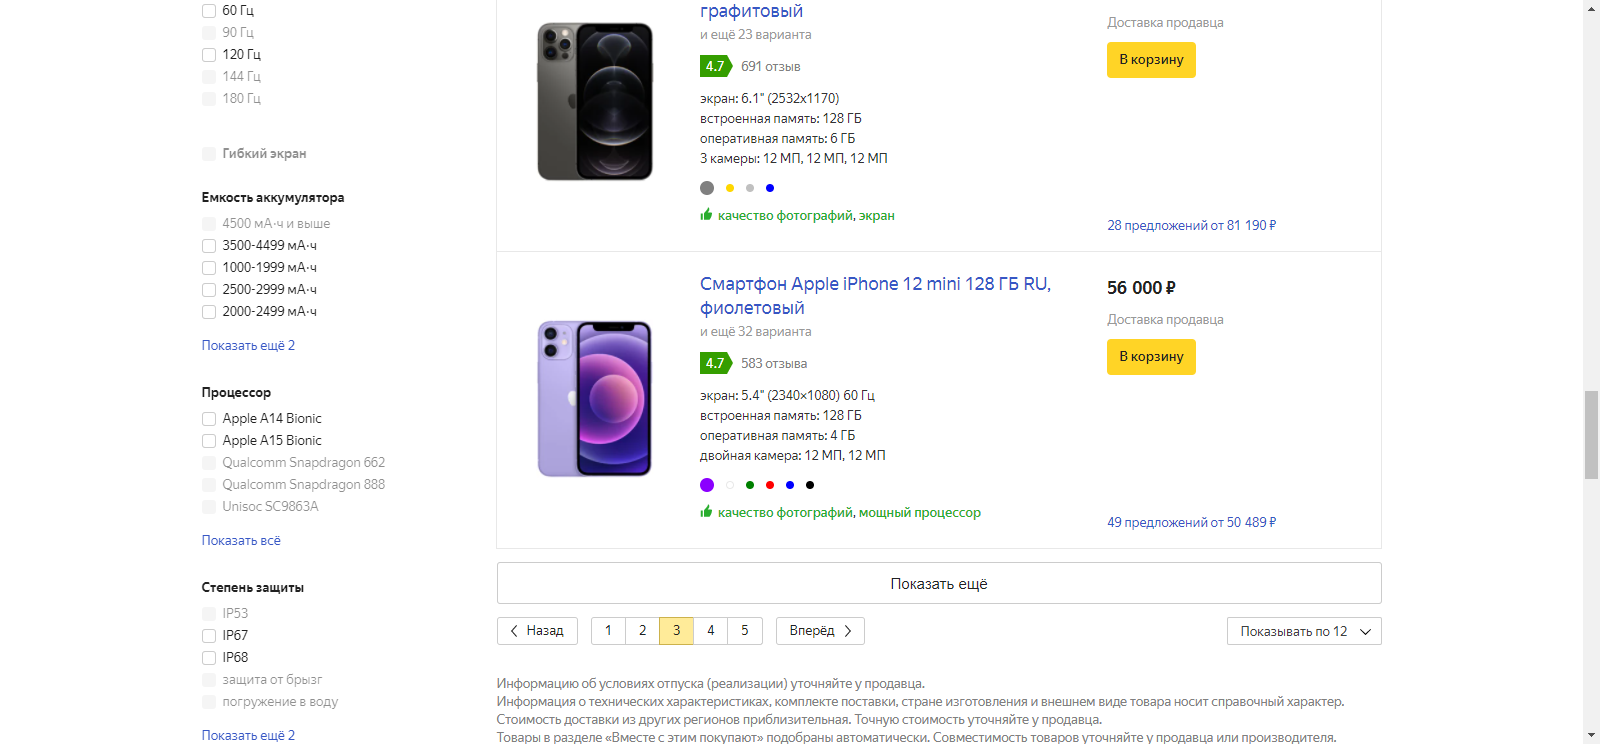 60 Гц
90 Гц
120 Гц
144 Гц
180 Гц
Гибкий экран
Емкость аккумулятора
4500 мА·ч и выше
3500-4499 мА·ч
1000-1999 мА·ч
2500-2999 мА·ч
2000-2499 мА·ч
Показать ещё 2
Процессор
Apple A14 Bionic
Apple A15 Bionic
Qualcomm Snapdragon 662
Qualcomm Snapdragon 888
Unisoc SC9863A
Показать всё
Степень защиты
IP53
IP67
IP68
защита от брызг
погружение в воду
Показать ещё 2
графитовый
и ещё 23 варианта
4.7 691 отзыв
экран: 6.1" (2532x1170)
встроенная память: 128 ГБ
оперативная память: 6 ГБ
3 камеры: 12 МП, 12 МП, 12 МП
качество фотографий, экран
Доставка продавца
В корзину
28 предложений от 81 190 ₽
Смартфон Apple iPhone 12 mini 128 ГБ RU,
фиолетовый
и ещё 32 варианта
4.7 583 отзыва
экран: 5.4" (2340×1080) 60 Гц
встроенная память: 128 ГБ
оперативная память: 4 ГБ
двойная камера: 12 МП, 12 МП
качество фотографий, мощный процессор
56 000 ₽
Доставка продавца
В корзину
49 предложений от 50 489 ₽
Показать ещё
Назад 1 2 3 4 5 Вперёд Показывать по 12
Информацию об условиях отпуска (реализации) уточняйте у продавца.
Информация о технических характеристиках, комплекте поставки, стране изготовления и внешнем виде товара носит справочный характер.
Стоимость доставки из других регионов приблизительная. Точную стоимость уточняйте у продавца.
Товары в разделе «Вместе с этим покупают» подобраны автоматически. Совместимость товаров уточняйте у продавца или производителя.